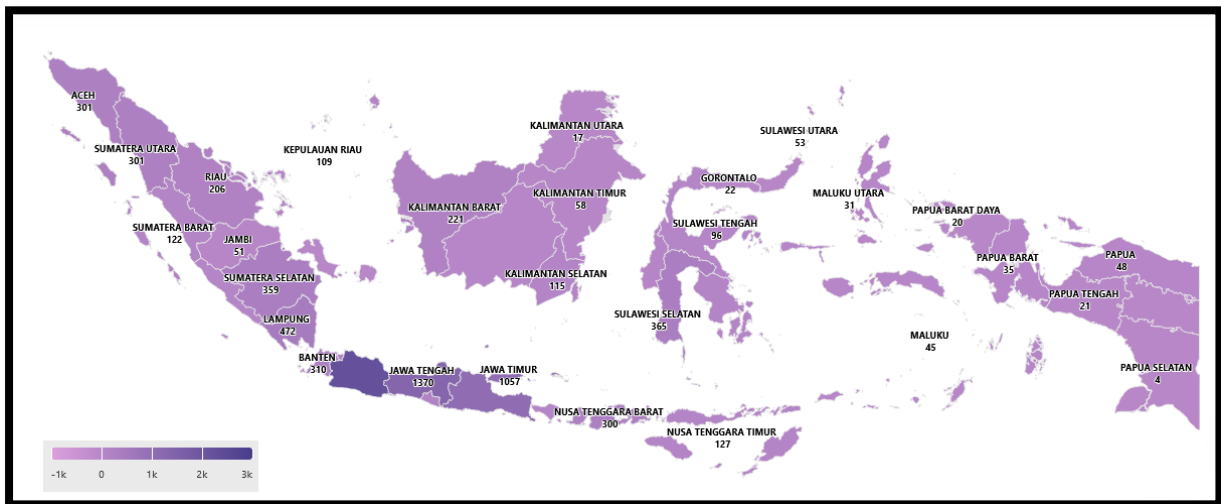 ACEH
301
SUMATERA UTARA
301
RIAU
206
KEPULAUAN RIAU
109
SUMATERA BARAT
122
JAMBI
51
SUMATERA SELATAN
359
LAMPUNG
472
BANTEN
310
JAWA TENGAH
1370
JAWA TIMUR
1057
KALIMANTAN UTARA
17
KALIMANTAN BARAT
221
KALIMANTAN TIMUR
58
KALIMANTAN SELATAN
115
SULAWESI UTARA
53
GORONTALO
22
SULAWESI TENGAH
96
SULAWESI SELATAN
365
NUSA TENGGARA BARAT
300
NUSA TENGGARA TIMUR
127
MALUKU UTARA
31
MALUKU
45
PAPUA BARAT DAYA
20
PAPUA BARAT
35
PAPUA
48
PAPUA TENGAH
21
PAPUA SELATAN
4
-1k 0 1k 2k 3k